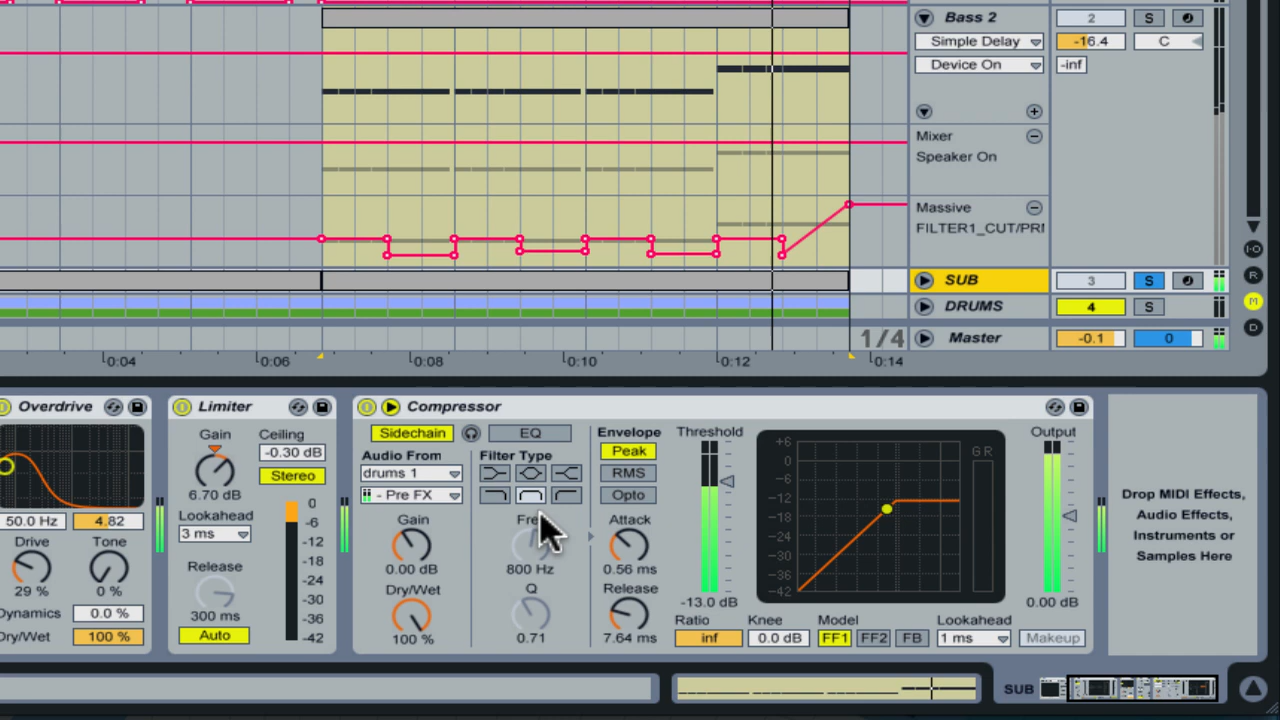 Bass 2 2 S
Simple Delay -16.4 C
Device On -inf
Mixer
Speaker On
Massive
FILTER1_CUT/PRI
SUB 3 S
DRUMS 4 S
1/4 Master -0.1 0
0:04 0:06 0:08 0:10 0:12 0:14
I·O
R
M
D
Overdrive
50.0 Hz 4.82
Drive Tone
29 % 0 %
Dynamics 0.0 %
Dry/Wet 100 %
Limiter
Gain Ceiling
-0.30 dB
Stereo
6.70 dB
Lookahead
3 ms
Release
300 ms
Auto
0
-6
-12
-18
-24
-30
-36
-42
Compressor
Sidechain EQ
Audio From Filter Type
drums 1
- Pre FX
Gain Fre
0.00 dB 800 Hz
Dry/Wet Q
100 % 0.71
Envelope
Peak
RMS
Opto
Attack
0.56 ms
Release
7.64 ms
Threshold
-13.0 dB
+6
0
-6
-12
-18
-24
-30
-36
-42
GR
Output
0.00 dB
Ratio Knee Model Lookahead
inf 0.0 dB FF1 FF2 FB 1 ms Makeup
Drop MIDI Effects,
Audio Effects,
Instruments or
Samples Here
SUB